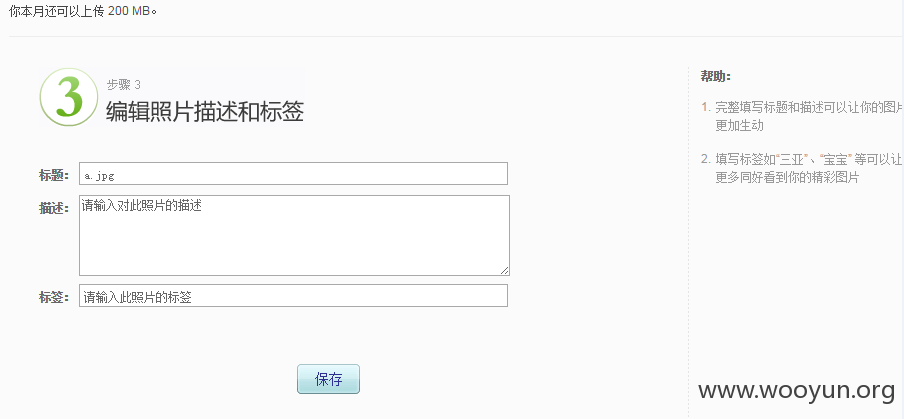 你本月还可以上传 200 MB。
3
步骤 3
编辑照片描述和标签
标题: a.jpg
描述: 请输入对此照片的描述
标签: 请输入此照片的标签
保存
帮助:
1. 完整填写标题和描述可以让你的图片
更加生动
2. 填写标签如“三亚”、“宝宝” 等可以让
更多同好看到你的精彩图片
www.wooyun.org